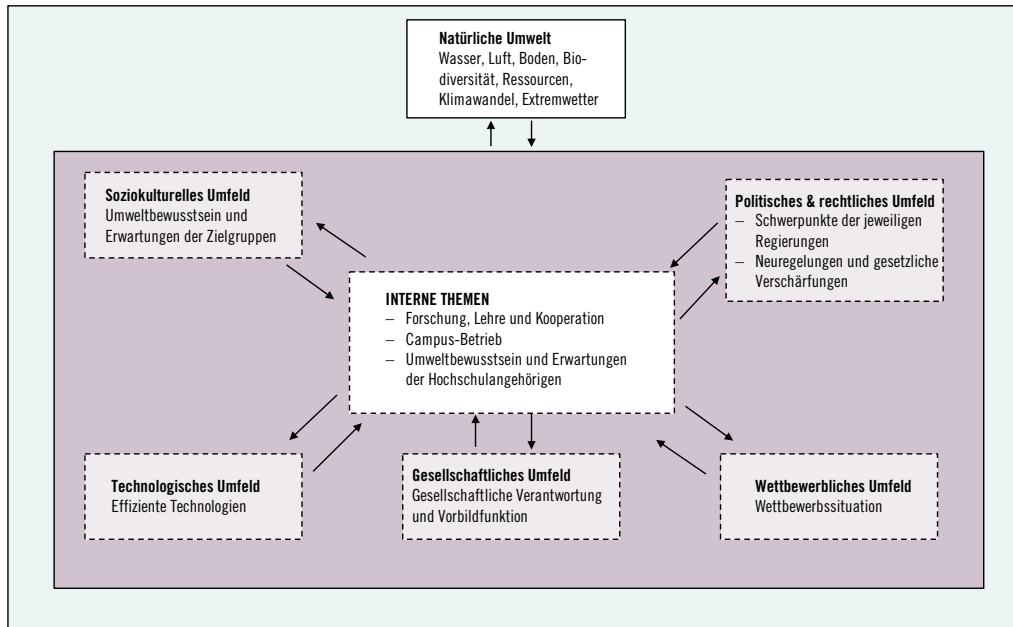 Natürliche Umwelt
Wasser, Luft, Boden, Bio-
diversität, Ressourcen,
Klimawandel, Extremwetter
Soziokulturelles Umfeld
Umweltbewusstsein und
Erwartungen der Zielgruppen
Politisches & rechtliches Umfeld
– Schwerpunkte der jeweiligen
Regierungen
– Neuregelungen und gesetzliche
Verschärfungen
INTERNE THEMEN
– Forschung, Lehre und Kooperation
– Campus-Betrieb
– Umweltbewusstsein und Erwartungen
der Hochschulangehörigen
Technologisches Umfeld
Effiziente Technologien
Gesellschaftliches Umfeld
Gesellschaftliche Verantwortung
und Vorbildfunktion
Wettbewerbliches Umfeld
Wettbewerbssituation